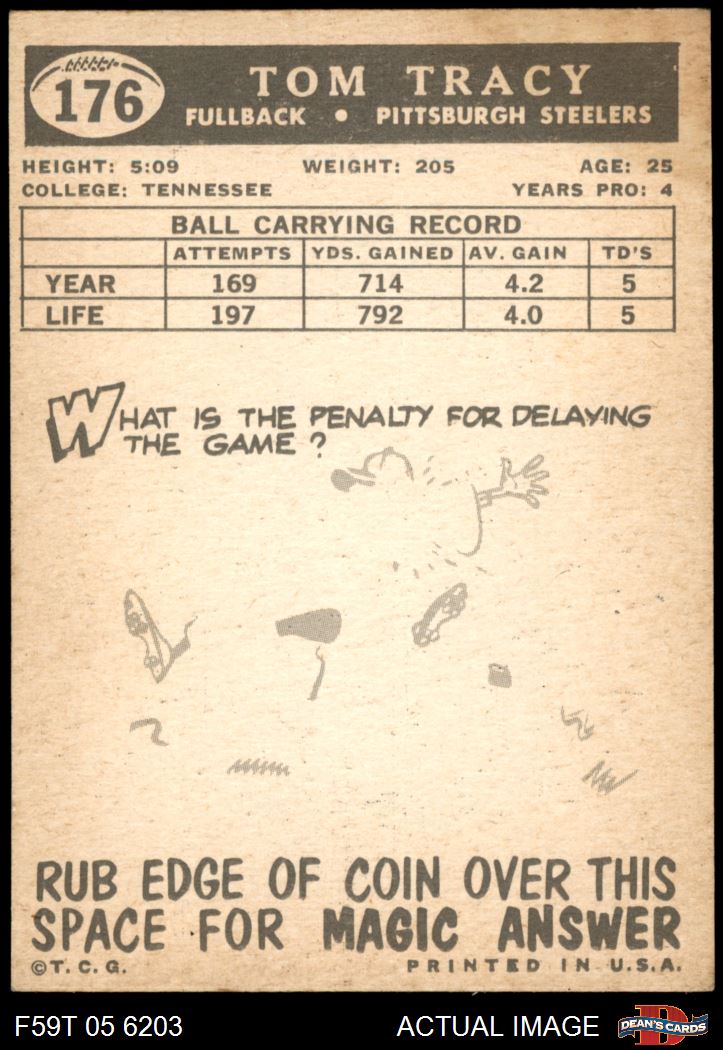 176
TOM TRACY
FULLBACK • PITTSBURGH STEELERS
HEIGHT: 5:09 WEIGHT: 205 AGE: 25
COLLEGE: TENNESSEE YEARS PRO: 4
BALL CARRYING RECORD
ATTEMPTS YDS. GAINED AV. GAIN TD'S
YEAR 169 714 4.2 5
LIFE 197 792 4.0 5
WHAT IS THE PENALTY FOR DELAYING
THE GAME?
RUB EDGE OF COIN OVER THIS
SPACE FOR MAGIC ANSWER
©T.C.G. PRINTED IN U.S.A.
F59T 05 6203 ACTUAL IMAGE D DEAN'S CARDS